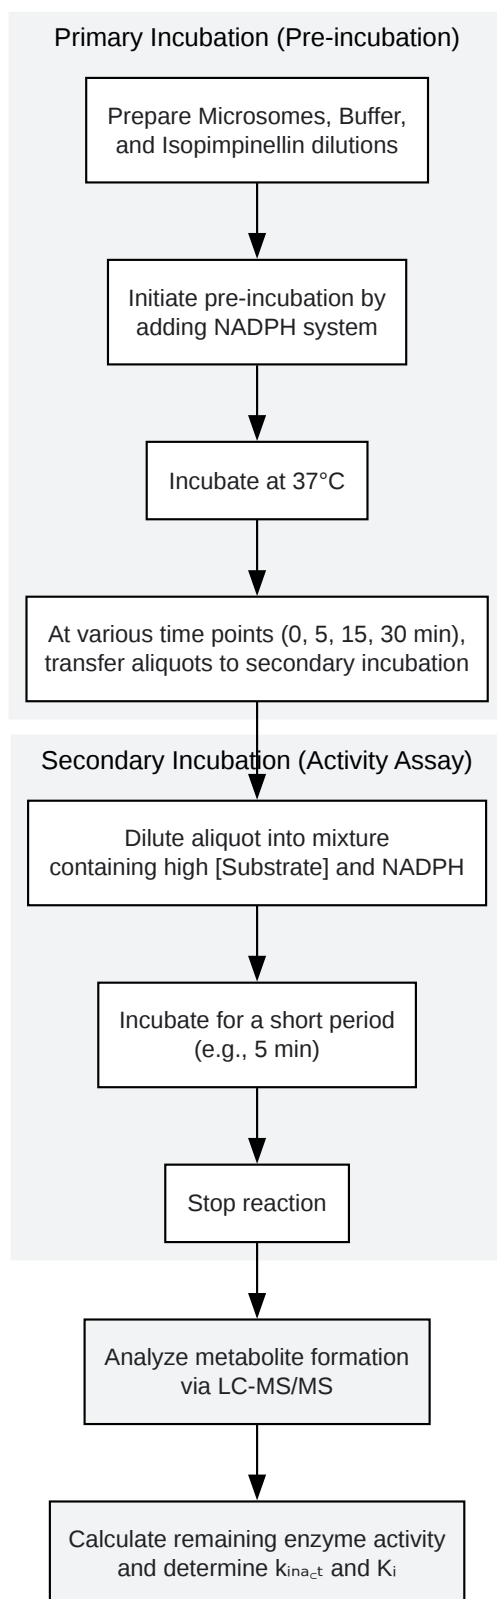 Primary Incubation (Pre-incubation)
Prepare Microsomes, Buffer,
and Isopimpinellin dilutions
Initiate pre-incubation by
adding NADPH system
Incubate at 37°C
At various time points (0, 5, 15, 30 min),
transfer aliquots to secondary incubation
Secondary Incubation (Activity Assay)
Dilute aliquot into mixture
containing high [Substrate] and NADPH
Incubate for a short period
(e.g., 5 min)
Stop reaction
Analyze metabolite formation
via LC-MS/MS
Calculate remaining enzyme activity
and determine kᵢₙₐ꜀ₜ and Kᵢ